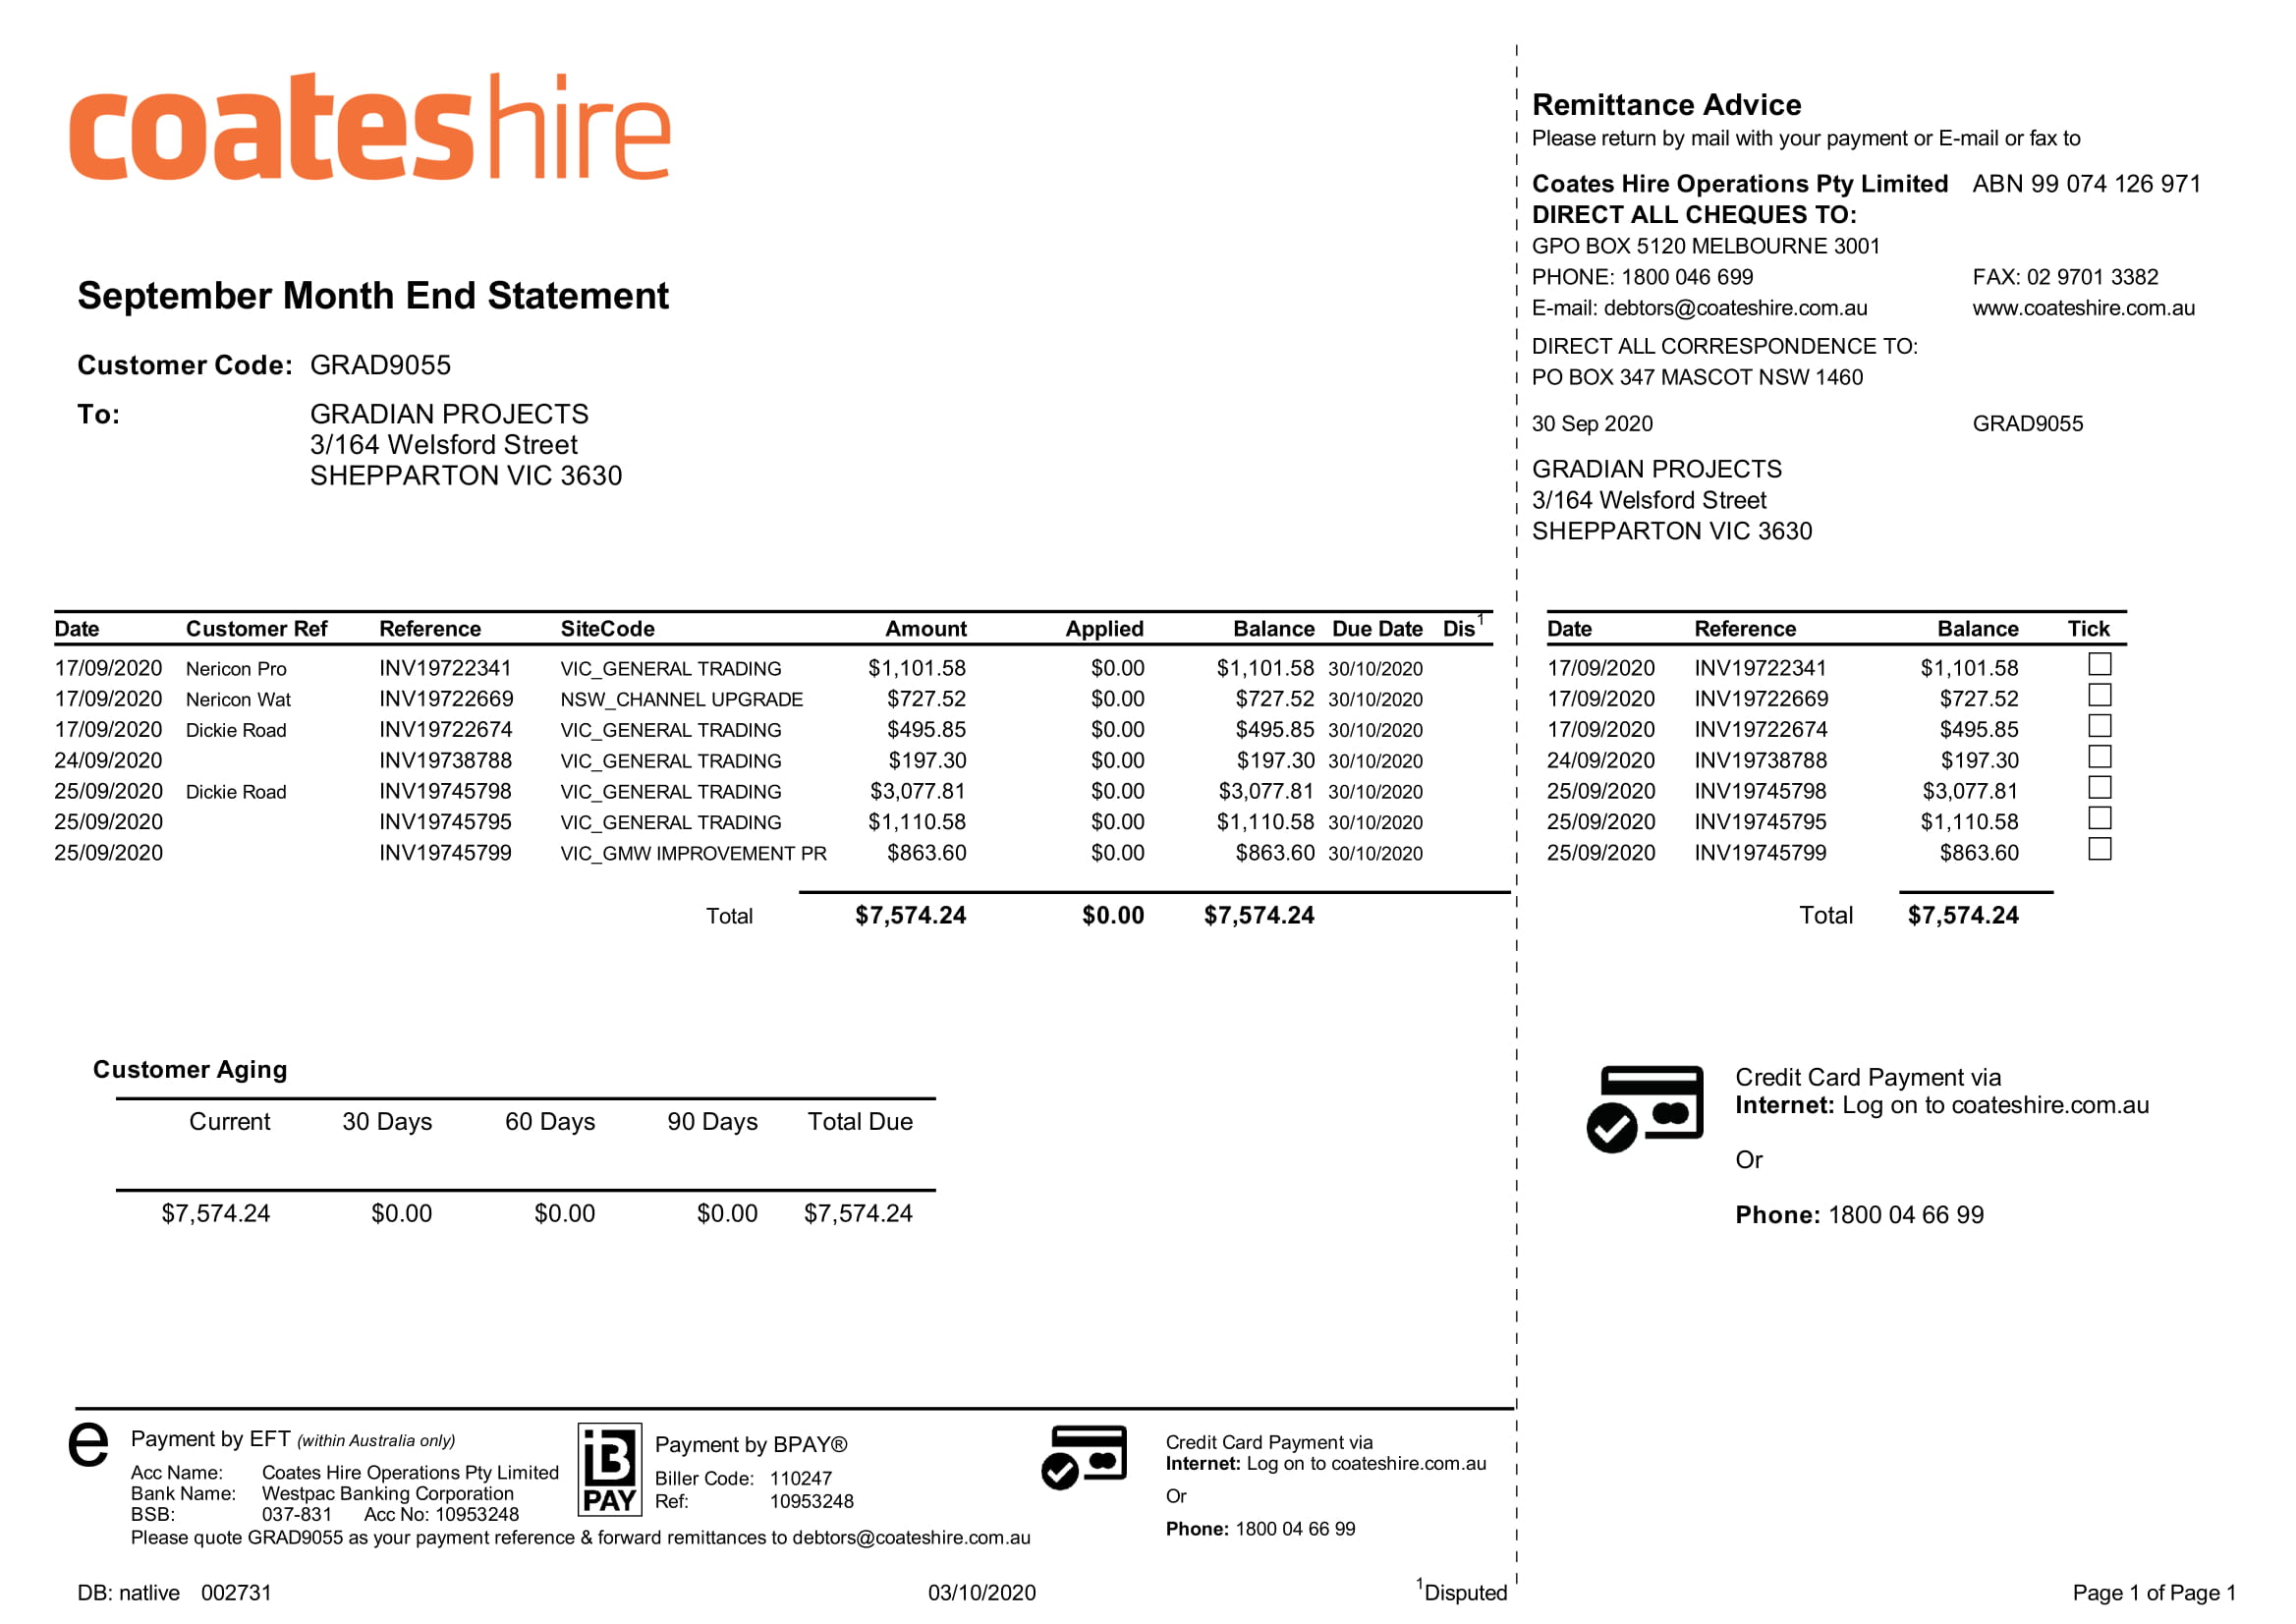 coateshire
September Month End Statement
Customer Code: GRAD9055
To: GRADIAN PROJECTS
3/164 Welsford Street
SHEPPARTON VIC 3630
Date Customer Ref Reference SiteCode Amount Applied Balance Due Date Dis1
17/09/2020 Nericon Pro INV19722341 VIC_GENERAL TRADING $1,101.58 $0.00 $1,101.58 30/10/2020
17/09/2020 Nericon Wat INV19722669 NSW_CHANNEL UPGRADE $727.52 $0.00 $727.52 30/10/2020
17/09/2020 Dickie Road INV19722674 VIC_GENERAL TRADING $495.85 $0.00 $495.85 30/10/2020
24/09/2020 INV19738788 VIC_GENERAL TRADING $197.30 $0.00 $197.30 30/10/2020
25/09/2020 Dickie Road INV19745798 VIC_GENERAL TRADING $3,077.81 $0.00 $3,077.81 30/10/2020
25/09/2020 INV19745795 VIC_GENERAL TRADING $1,110.58 $0.00 $1,110.58 30/10/2020
25/09/2020 INV19745799 VIC_GMW IMPROVEMENT PR $863.60 $0.00 $863.60 30/10/2020
Total $7,574.24 $0.00 $7,574.24
Customer Aging
Current 30 Days 60 Days 90 Days Total Due
$7,574.24 $0.00 $0.00 $0.00 $7,574.24
e Payment by EFT (within Australia only)
Acc Name: Coates Hire Operations Pty Limited
Bank Name: Westpac Banking Corporation
BSB: 037-831 Acc No: 10953248
Please quote GRAD9055 as your payment reference & forward remittances to debtors@coateshire.com.au
B
PAY
Payment by BPAY®
Biller Code: 110247
Ref: 10953248
Credit Card Payment via
Internet: Log on to coateshire.com.au
Or
Phone: 1800 04 66 99
DB: natlive 002731 03/10/2020 1Disputed
Remittance Advice
Please return by mail with your payment or E-mail or fax to
Coates Hire Operations Pty Limited ABN 99 074 126 971
DIRECT ALL CHEQUES TO:
GPO BOX 5120 MELBOURNE 3001
PHONE: 1800 046 699 FAX: 02 9701 3382
E-mail: debtors@coateshire.com.au www.coateshire.com.au
DIRECT ALL CORRESPONDENCE TO:
PO BOX 347 MASCOT NSW 1460
30 Sep 2020 GRAD9055
GRADIAN PROJECTS
3/164 Welsford Street
SHEPPARTON VIC 3630
Date Reference Balance Tick
17/09/2020 INV19722341 $1,101.58
17/09/2020 INV19722669 $727.52
17/09/2020 INV19722674 $495.85
24/09/2020 INV19738788 $197.30
25/09/2020 INV19745798 $3,077.81
25/09/2020 INV19745795 $1,110.58
25/09/2020 INV19745799 $863.60
Total $7,574.24
Credit Card Payment via
Internet: Log on to coateshire.com.au
Or
Phone: 1800 04 66 99
Page 1 of Page 1